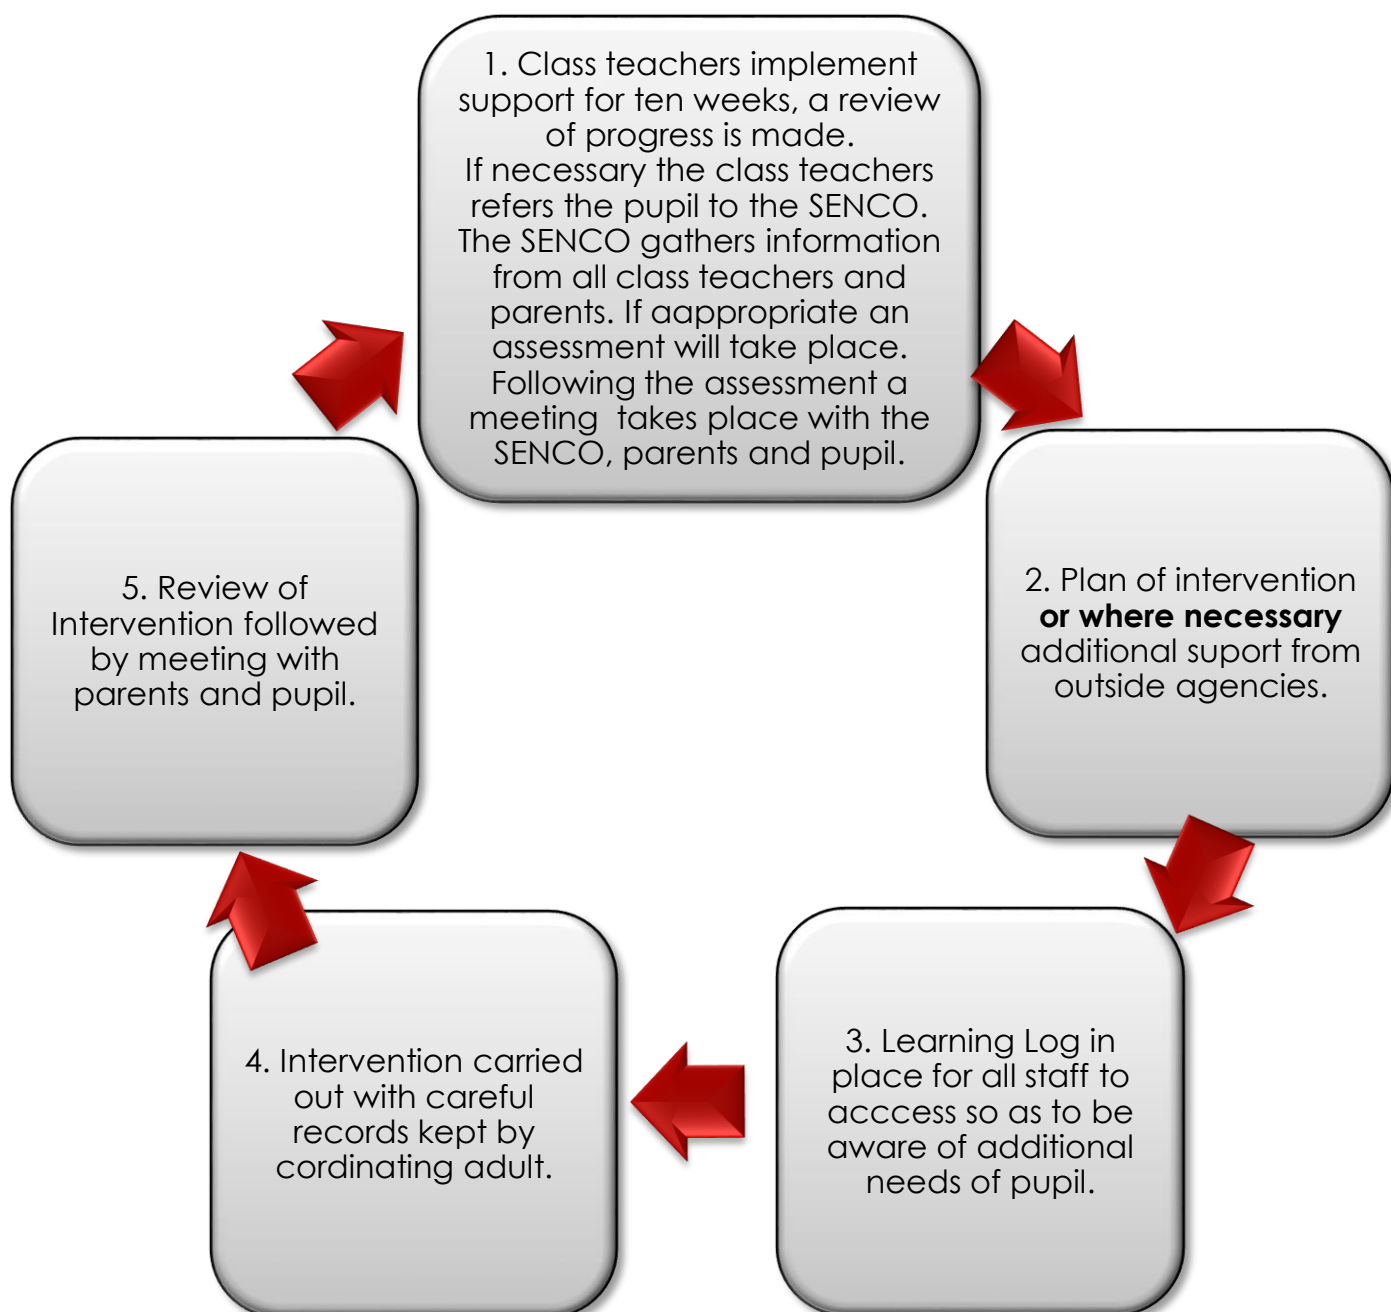 1. Class teachers implement
support for ten weeks, a review
of progress is made.
If necessary the class teachers
refers the pupil to the SENCO.
The SENCO gathers information
from all class teachers and
parents. If aappropriate an
assessment will take place.
Following the assessment a
meeting takes place with the
SENCO, parents and pupil.
2. Plan of intervention
or where necessary
additional suport from
outside agencies.
3. Learning Log in
place for all staff to
acccess so as to be
aware of additional
needs of pupil.
4. Intervention carried
out with careful
records kept by
cordinating adult.
5. Review of
Intervention followed
by meeting with
parents and pupil.